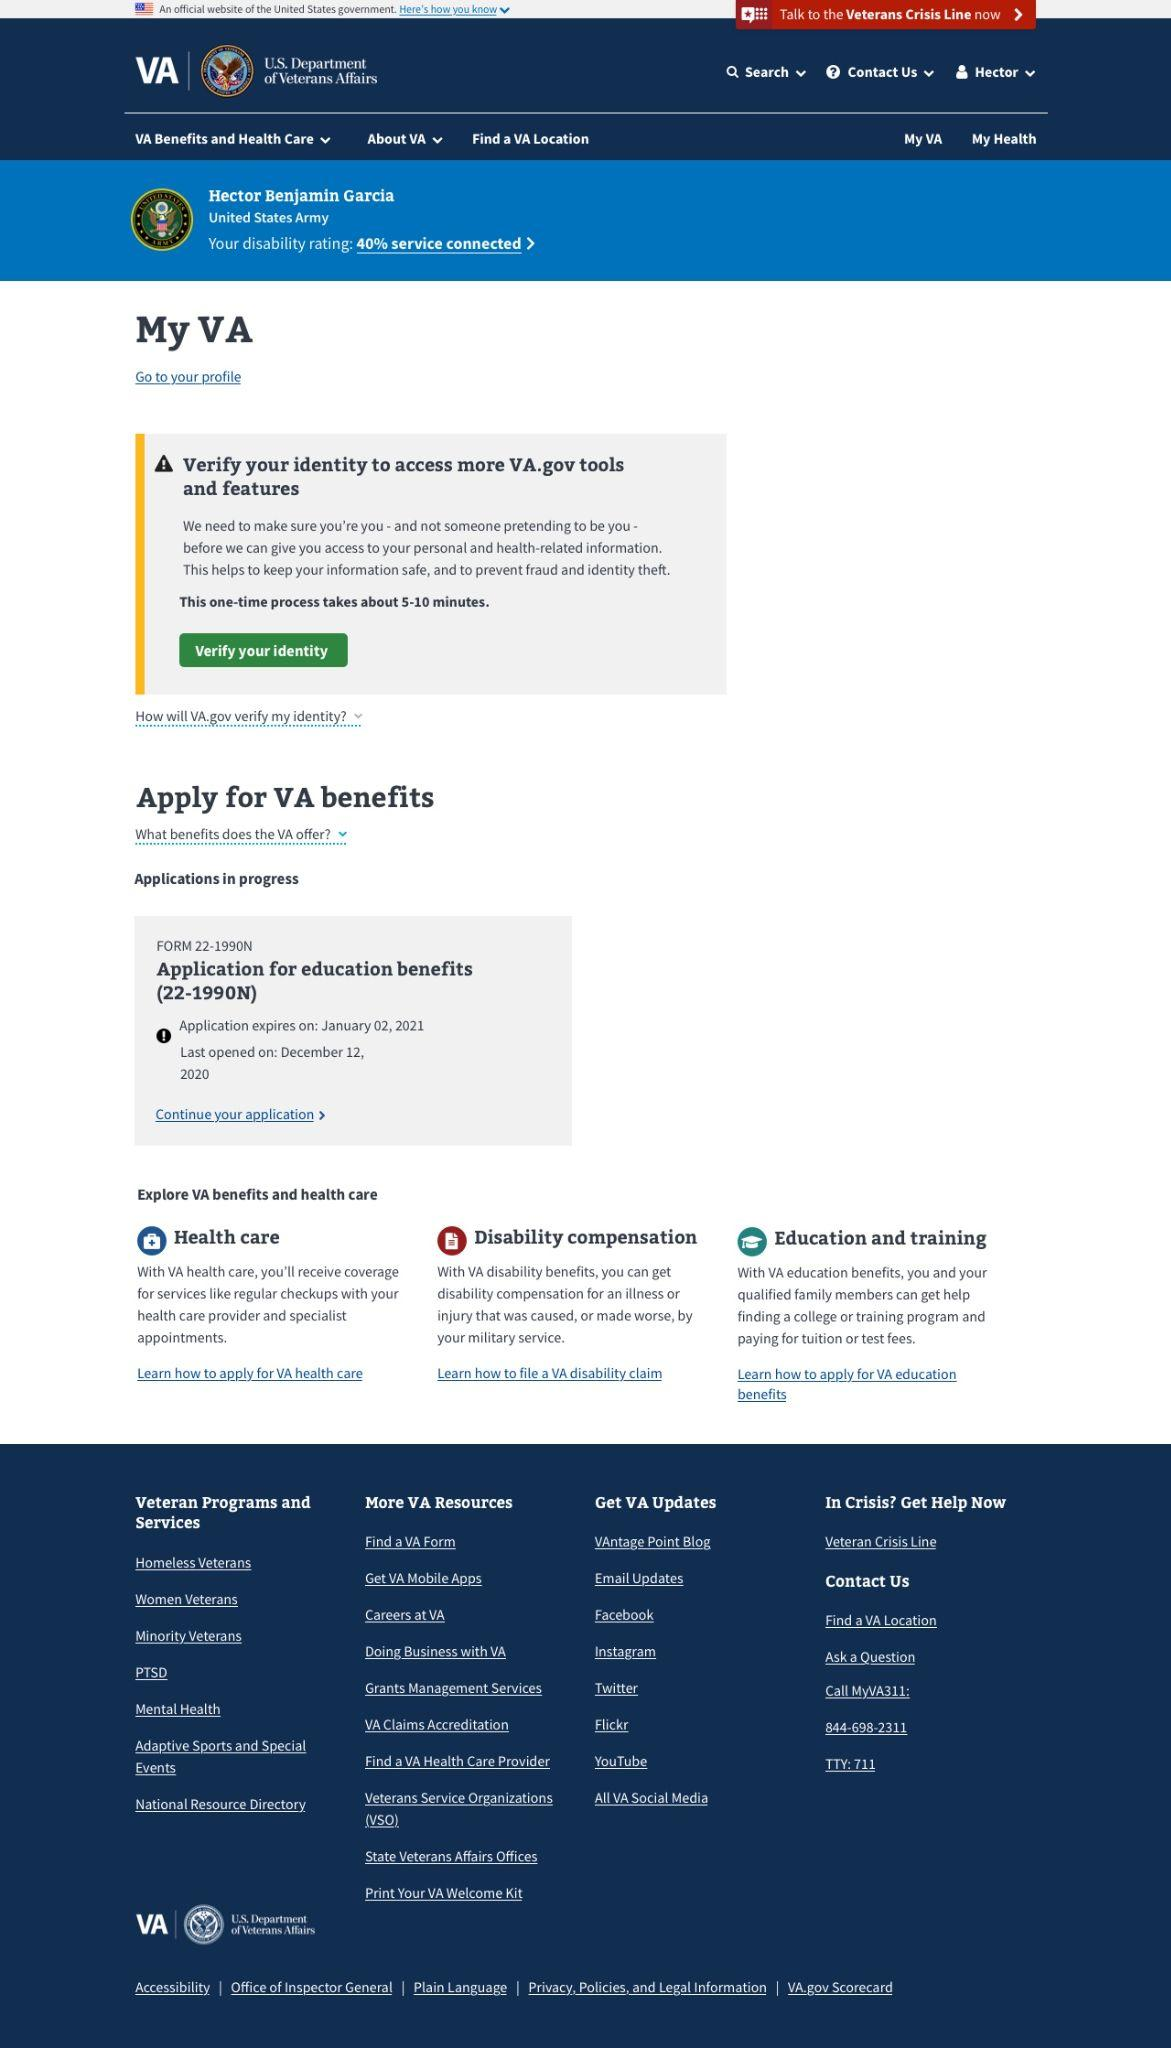 An official website of the United States government. Here's how you know
Talk to the Veterans Crisis Line now
VA
U.S. Department
of Veterans Affairs
Search
Contact Us
Hector
VA Benefits and Health Care
About VA
Find a VA Location
My VA
My Health
Hector Benjamin Garcia
United States Army
Your disability rating: 40% service connected
My VA
Go to your profile
Verify your identity to access more VA.gov tools
and features
We need to make sure you're you - and not someone pretending to be you -
before we can give you access to your personal and health-related information.
This helps to keep your information safe, and to prevent fraud and identity theft.
This one-time process takes about 5-10 minutes.
Verify your identity
How will VA.gov verify my identity?
Apply for VA benefits
What benefits does the VA offer?
Applications in progress
FORM 22-1990N
Application for education benefits
(22-1990N)
Application expires on: January 02, 2021
Last opened on: December 12,
2020
Continue your application
Explore VA benefits and health care
Health care
With VA health care, you'll receive coverage
for services like regular checkups with your
health care provider and specialist
appointments.
Learn how to apply for VA health care
Disability compensation
With VA disability benefits, you can get
disability compensation for an illness or
injury that was caused, or made worse, by
your military service.
Learn how to file a VA disability claim
Education and training
With VA education benefits, you and your
qualified family members can get help
finding a college or training program and
paying for tuition or test fees.
Learn how to apply for VA education
benefits
Veteran Programs and
Services
Homeless Veterans
Women Veterans
Minority Veterans
PTSD
Mental Health
Adaptive Sports and Special
Events
National Resource Directory
More VA Resources
Find a VA Form
Get VA Mobile Apps
Careers at VA
Doing Business with VA
Grants Management Services
VA Claims Accreditation
Find a VA Health Care Provider
Veterans Service Organizations
(VSO)
State Veterans Affairs Offices
Print Your VA Welcome Kit
Get VA Updates
VAntage Point Blog
Email Updates
Facebook
Instagram
Twitter
Flickr
YouTube
All VA Social Media
In Crisis? Get Help Now
Veteran Crisis Line
Contact Us
Find a VA Location
Ask a Question
Call MyVA311:
844-698-2311
TTY: 711
VA
U.S. Department
of Veterans Affairs
Accessibility | Office of Inspector General | Plain Language | Privacy, Policies, and Legal Information | VA.gov Scorecard